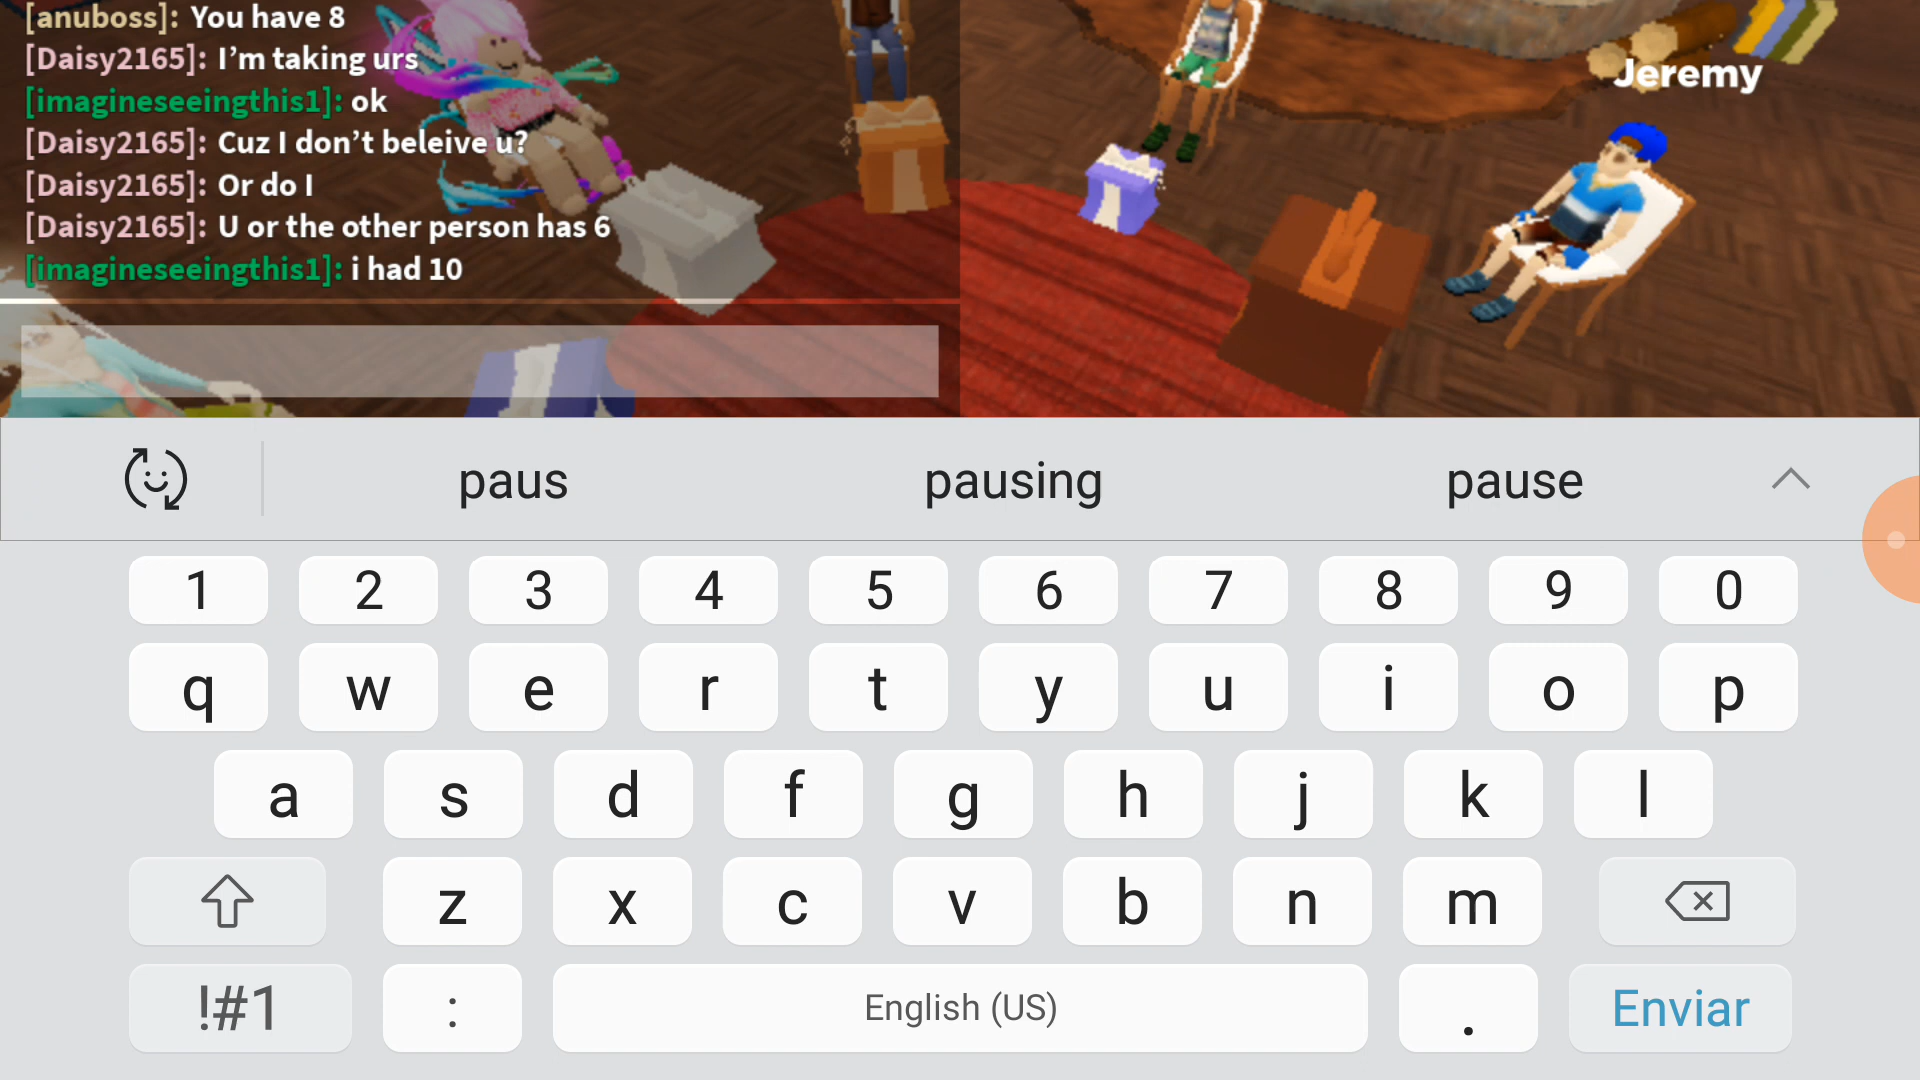 [anuboss]: You have 8
[Daisy2165]: I’m taking urs
[imagineseeingthis1]: ok
[Daisy2165]: Cuz I don’t beleive u?
[Daisy2165]: Or do I
[Daisy2165]: U or the other person has 6
[imagineseeingthis1]: i had 10
Jeremy
paus pausing pause
1 2 3 4 5 6 7 8 9 0
q w e r t y u i o p
a s d f g h j k l
z x c v b n m
!#1 : English (US) . Enviar